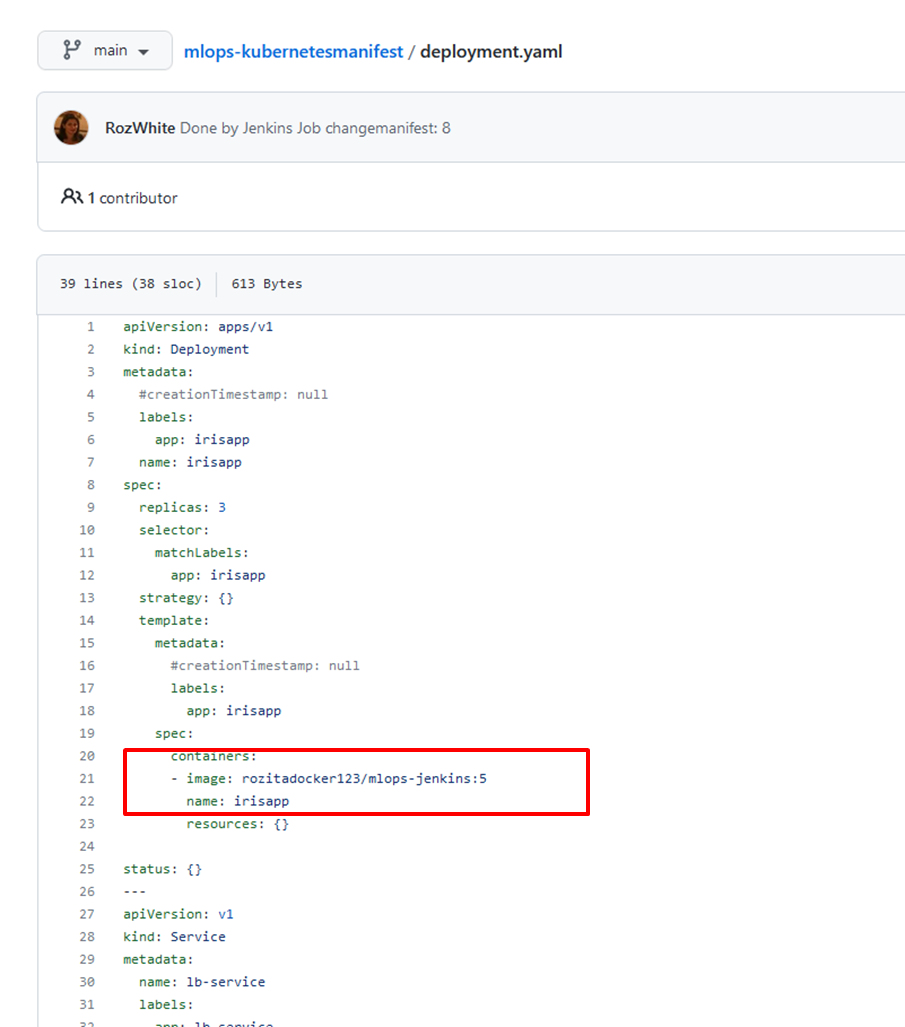 main
mlops-kubernetesmanifest / deployment.yaml
RozWhite Done by Jenkins Job changemanifest: 8
1 contributor
39 lines (38 sloc) 613 Bytes
1 apiVersion: apps/v1
2 kind: Deployment
3 metadata:
4   #creationTimestamp: null
5   labels:
6     app: irisapp
7   name: irisapp
8 spec:
9   replicas: 3
10   selector:
11     matchLabels:
12       app: irisapp
13   strategy: {}
14   template:
15     metadata:
16       #creationTimestamp: null
17       labels:
18         app: irisapp
19     spec:
20       containers:
21       - image: rozitadocker123/mlops-jenkins:5
22         name: irisapp
23         resources: {}
24
25 status: {}
26 ---
27 apiVersion: v1
28 kind: Service
29 metadata:
30   name: lb-service
31   labels:
32     app: lb-service